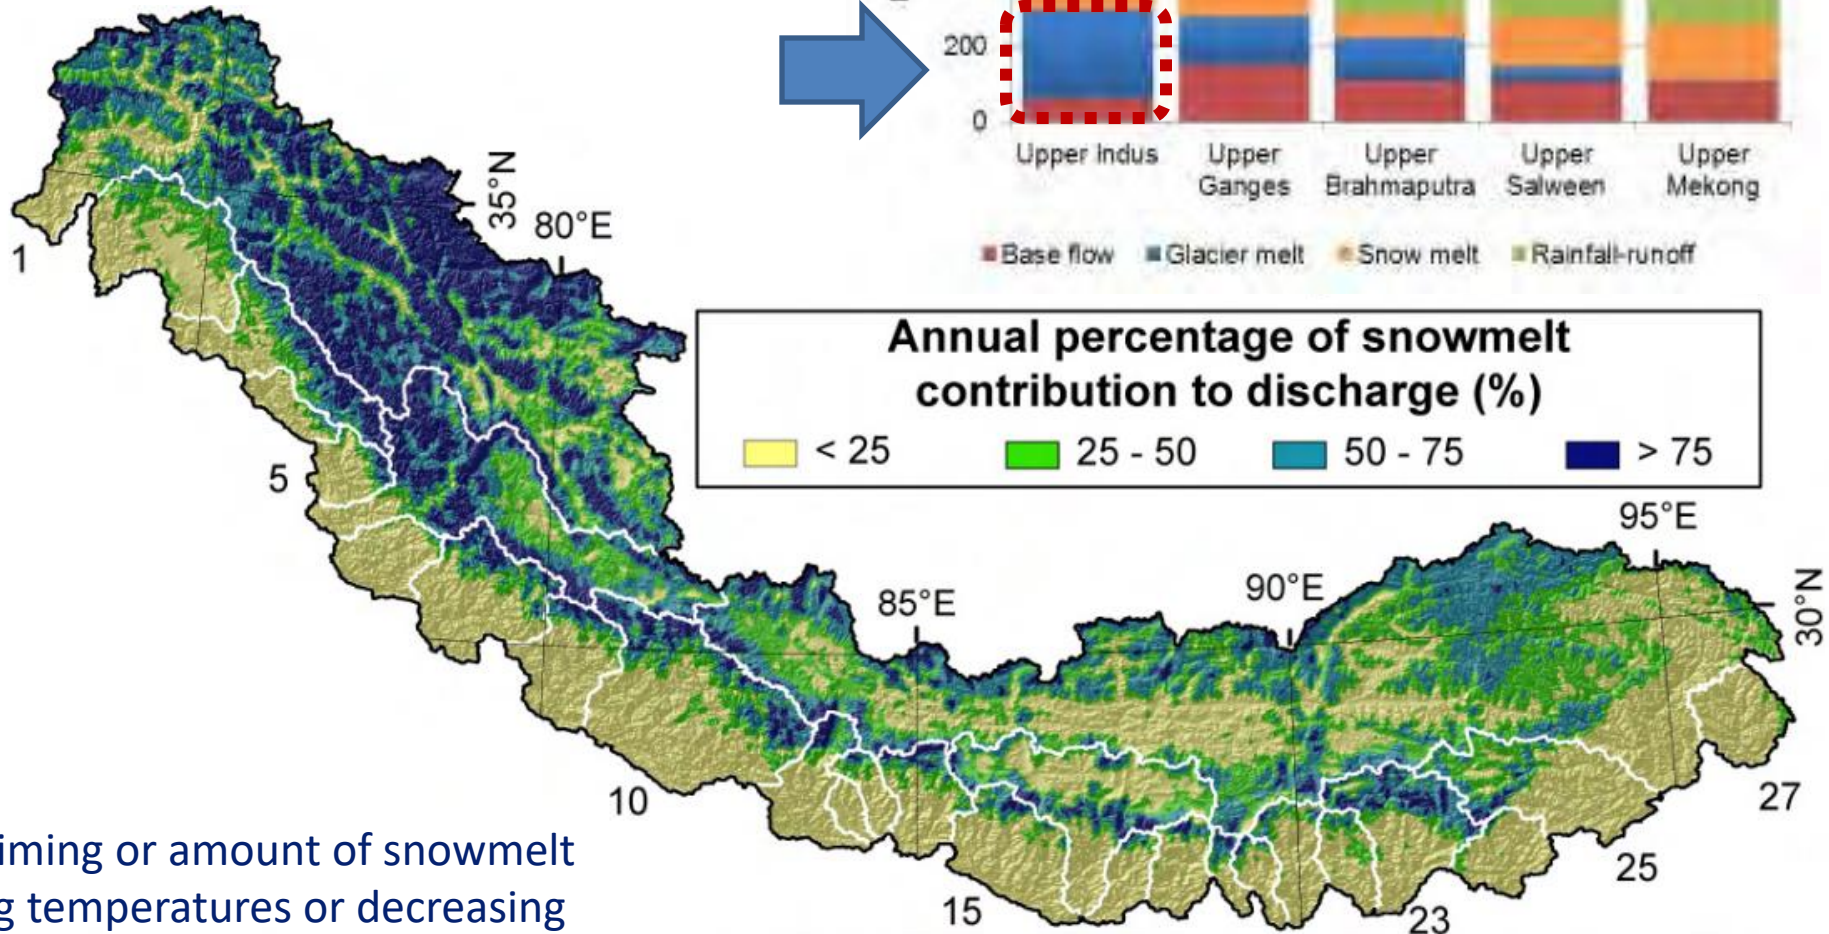 200
0
Upper Indus
Upper Ganges
Upper Brahmaputra
Upper Salween
Upper Mekong
Base flow Glacier melt Snow melt Rainfall-runoff
35°N
80°E
1
Annual percentage of snowmelt
contribution to discharge (%)
< 25 25 - 50 50 - 75 > 75
5
95°E
90°E
85°E
30°N
10
27
25
15
23
timing or amount of snowmelt
temperatures or decreasing